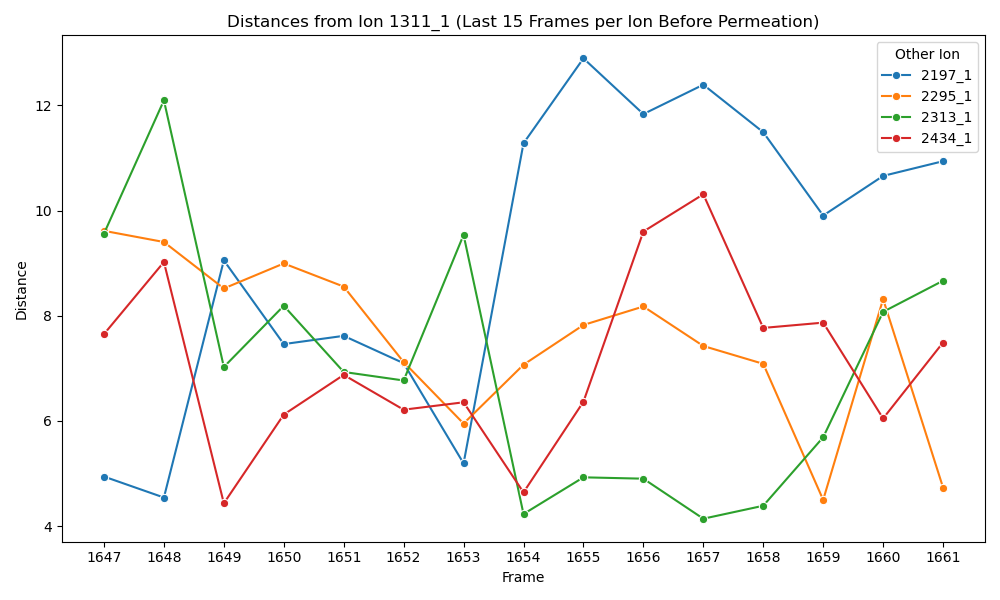 Distances from Ion 1311_1 (Last 15 Frames per Ion Before Permeation)
Other Ion
2197_1
2295_1
2313_1
2434_1
Distance
12
10
8
6
4
1647 1648 1649 1650 1651 1652 1653 1654 1655 1656 1657 1658 1659 1660 1661
Frame